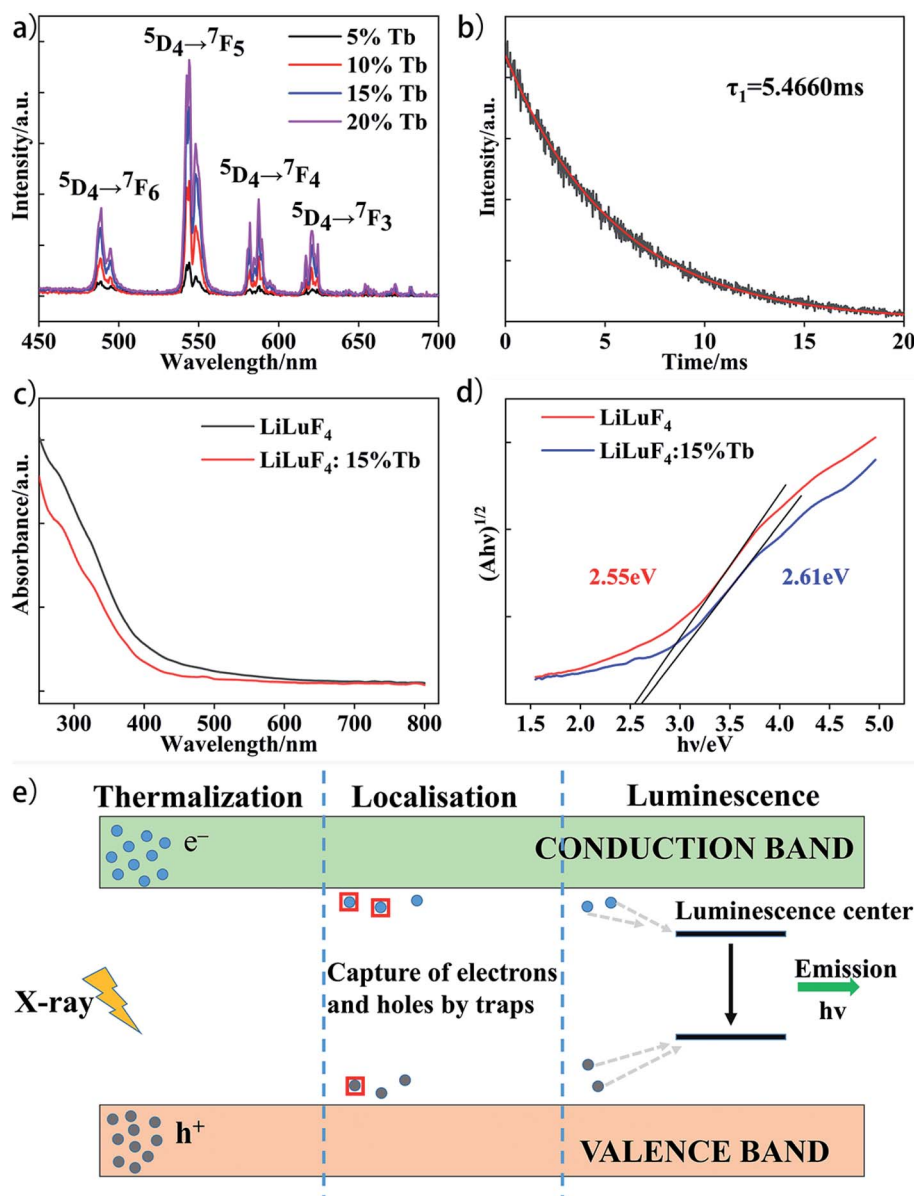 a)
⁵D₄→⁷F₅
5% Tb
10% Tb
15% Tb
20% Tb
⁵D₄→⁷F₆
⁵D₄→⁷F₄
⁵D₄→⁷F₃
Intensity/a.u.
450 500 550 600 650 700
Wavelength/nm
b)
τ₁=5.4660ms
Intensity/a.u.
0 5 10 15 20
Time/ms
c)
LiLuF₄
LiLuF₄: 15%Tb
Absorbance/a.u.
300 400 500 600 700 800
Wavelength/nm
d)
LiLuF₄
LiLuF₄:15%Tb
(Ahν)¹/²
2.55eV
2.61eV
1.5 2.0 2.5 3.0 3.5 4.0 4.5 5.0
hν/eV
e)
Thermalization Localisation Luminescence
e⁻
CONDUCTION BAND
Luminescence center
X-ray
Capture of electrons
and holes by traps
Emission
hν
h⁺
VALENCE BAND